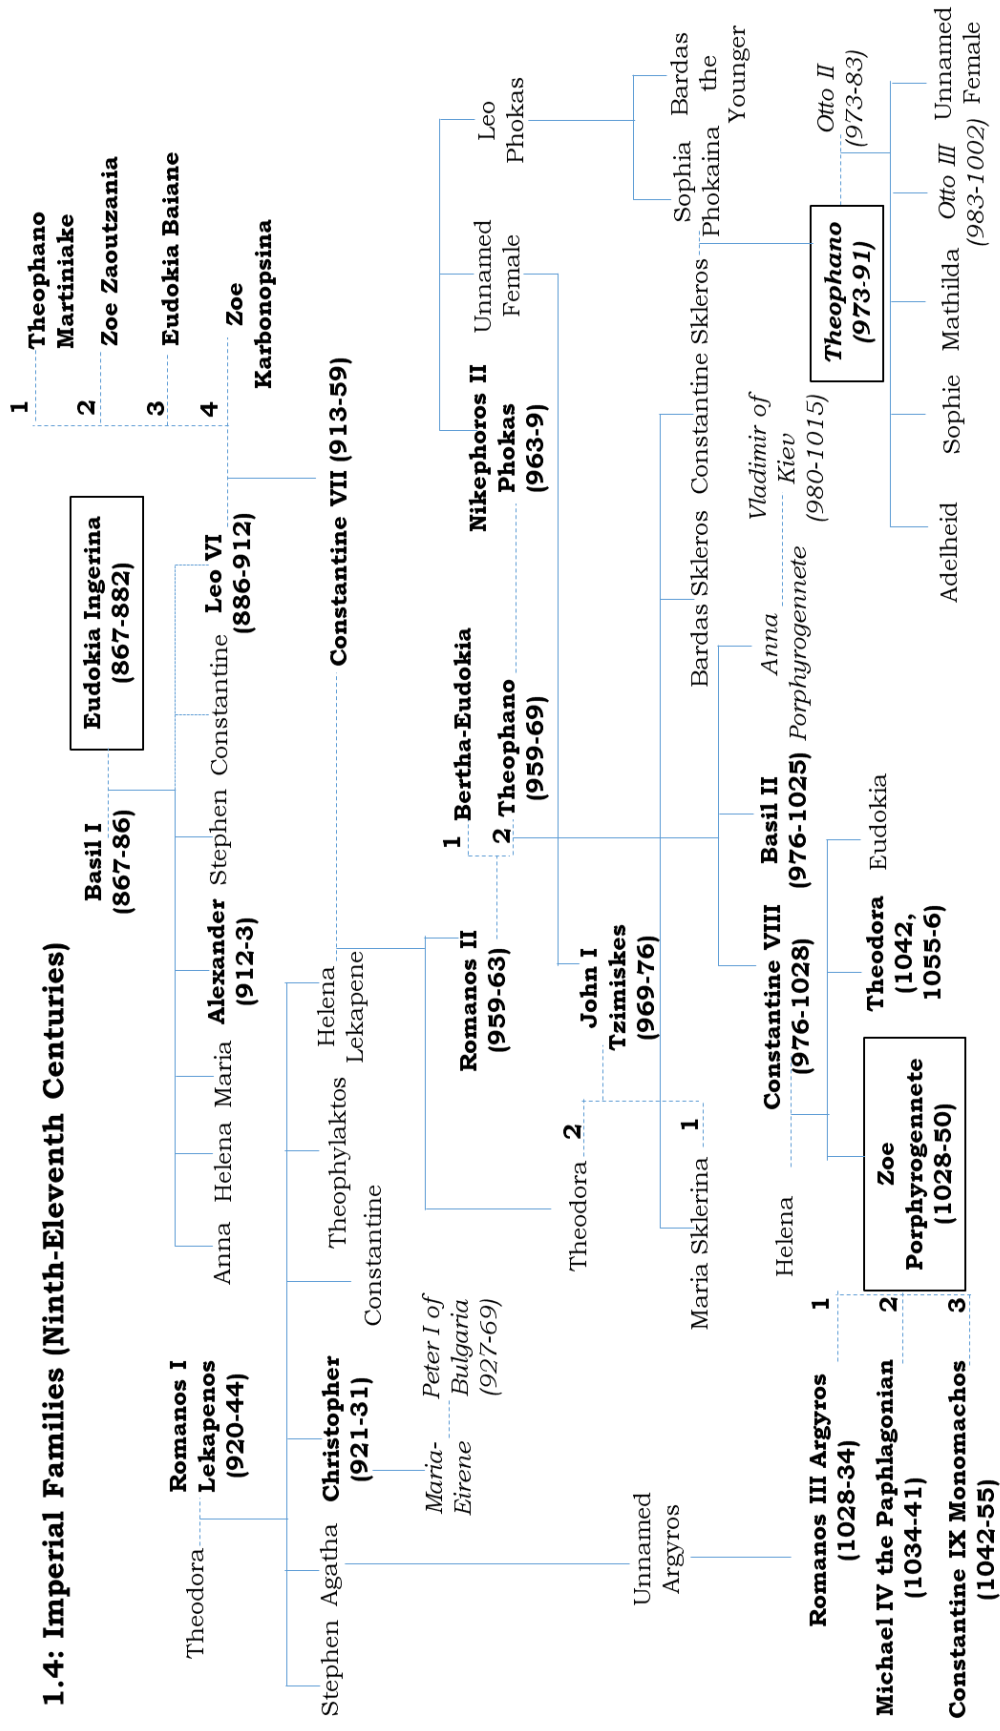 1.4: Imperial Families (Ninth-Eleventh Centuries)
Basil I
(867-86)
Eudokia Ingerina
(867-882)
1
Theophano
Martiniake
2
Zoe Zaoutzania
3
Eudokia Baiane
4
Zoe
Karbonopsina
Theodora
Romanos I
Lekapenos
(920-44)
Anna
Helena
Maria
Alexander
(912-3)
Stephen
Constantine
Leo VI
(886-912)
Stephen
Agatha
Christopher
(921-31)
Constantine
Theophylaktos
Helena
Lekapene
Constantine VII (913-59)
Maria-
Eirene
Peter I of
Bulgaria
(927-69)
Romanos II
(959-63)
1
Bertha-Eudokia
2
Theophano
(959-69)
Nikephoros II
Phokas
(963-9)
Unnamed
Female
Leo
Phokas
Unnamed
Argyros
Theodora
2
John I
Tzimiskes
(969-76)
Maria Sklerina
1
Bardas Skleros
Constantine Skleros
Sophia
Phokaina
Bardas
the
Younger
Helena
Constantine VIII
(976-1028)
Basil II
(976-1025)
Anna
Porphyrogennete
Vladimir of
Kiev
(980-1015)
Theophano
(973-91)
Otto II
(973-83)
Romanos III Argyros
(1028-34)
1
Michael IV the Paphlagonian
(1034-41)
2
Constantine IX Monomachos
(1042-55)
3
Zoe
Porphyrogennete
(1028-50)
Theodora
(1042,
1055-6)
Eudokia
Adelheid
Sophie
Mathilda
Otto III
(983-1002)
Unnamed
Female